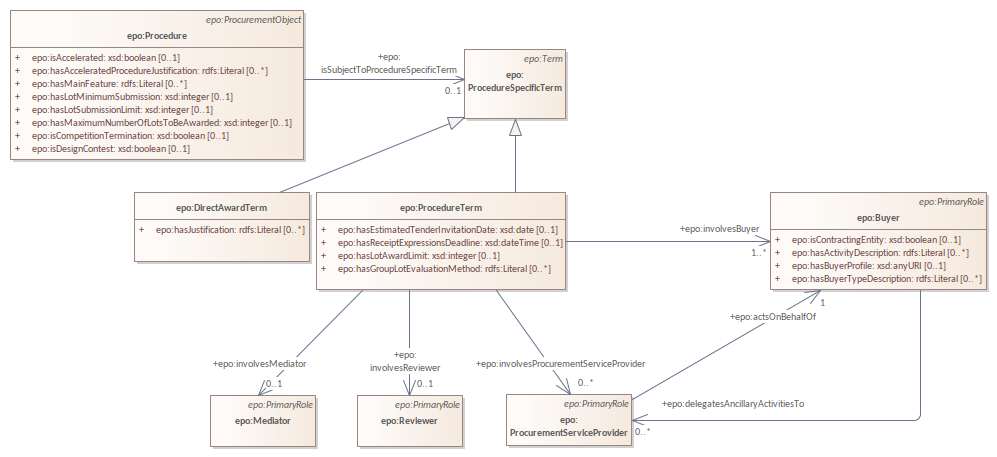 epo:ProcurementObject
epo:Procedure
+ epo:isAccelerated: xsd:boolean [0..1]
+ epo:hasAcceleratedProcedureJustification: rdfs:Literal [0..*]
+ epo:hasMainFeature: rdfs:Literal [0..*]
+ epo:hasLotMinimumSubmission: xsd:integer [0..1]
+ epo:hasLotSubmissionLimit: xsd:integer [0..1]
+ epo:hasMaximumNumberOfLotsToBeAwarded: xsd:integer [0..1]
+ epo:isCompetitionTermination: xsd:boolean [0..1]
+ epo:isDesignContest: xsd:boolean [0..1]
+epo:
isSubjectToProcedureSpecificTerm
0..1
epo:Term
epo:
ProcedureSpecificTerm
epo:DirectAwardTerm
+ epo:hasJustification: rdfs:Literal [0..*]
epo:ProcedureTerm
+ epo:hasEstimatedTenderInvitationDate: xsd:date [0..1]
+ epo:hasReceiptExpressionsDeadline: xsd:dateTime [0..1]
+ epo:hasLotAwardLimit: xsd:integer [0..1]
+ epo:hasGroupLotEvaluationMethod: rdfs:Literal [0..*]
+epo:involvesBuyer
1..*
epo:PrimaryRole
epo:Buyer
+ epo:isContractingEntity: xsd:boolean [0..1]
+ epo:hasActivityDescription: rdfs:Literal [0..*]
+ epo:hasBuyerProfile: xsd:anyURI [0..1]
+ epo:hasBuyerTypeDescription: rdfs:Literal [0..*]
1
+epo:actsOnBehalfOf
+epo:involvesMediator
0..1
+epo:
involvesReviewer
0..1
+epo:involvesProcurementServiceProvider
0..*
epo:PrimaryRole
epo:Mediator
epo:PrimaryRole
epo:Reviewer
epo:PrimaryRole
epo:
ProcurementServiceProvider
+epo:delegatesAncillaryActivitiesTo
0..*